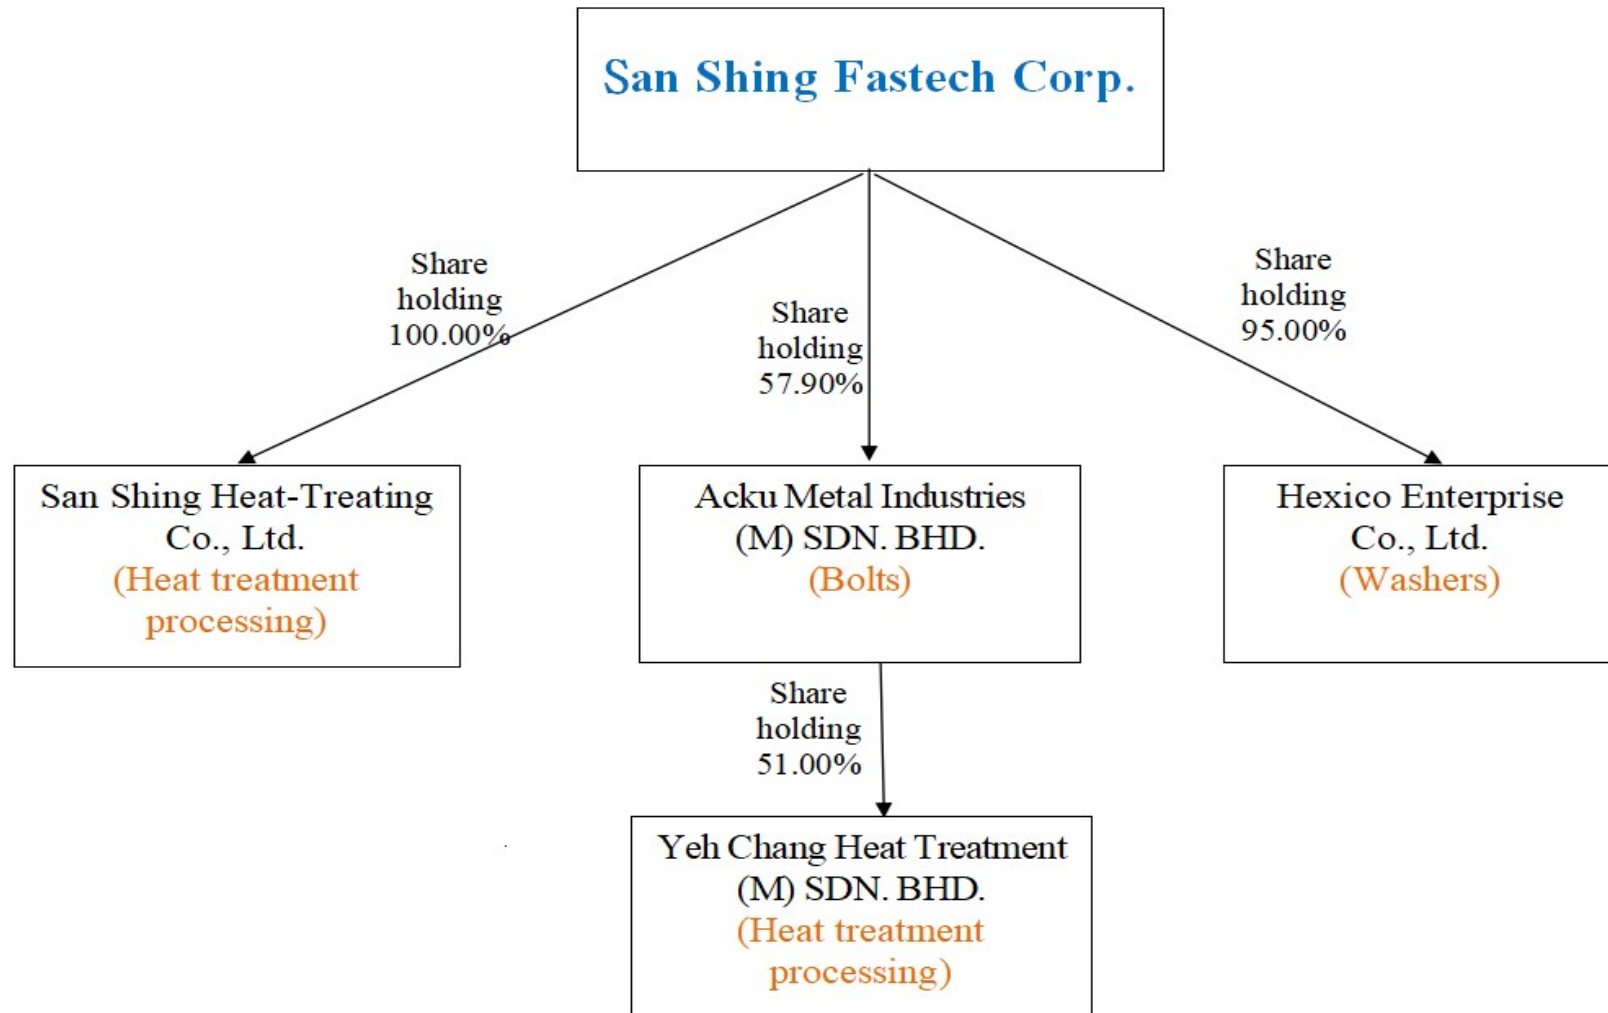 San Shing Fastech Corp.
Share
holding
100.00%
Share
holding
57.90%
Share
holding
95.00%
San Shing Heat-Treating
Co., Ltd.
(Heat treatment
processing)
Acku Metal Industries
(M) SDN. BHD.
(Bolts)
Hexico Enterprise
Co., Ltd.
(Washers)
Share
holding
51.00%
Yeh Chang Heat Treatment
(M) SDN. BHD.
(Heat treatment
processing)